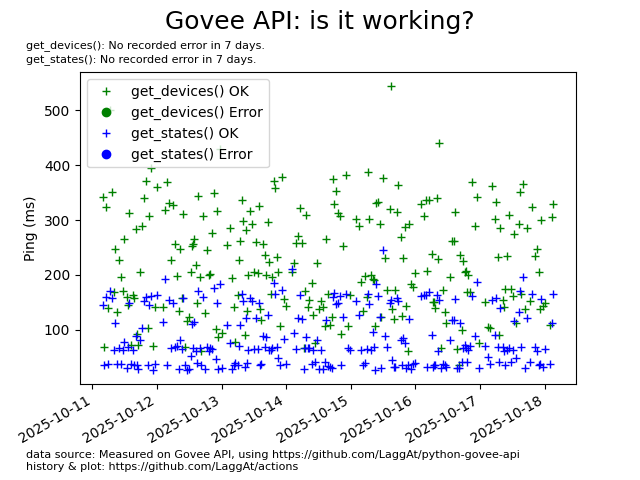 Govee API: is it working?
get_devices(): No recorded error in 7 days.
get_states(): No recorded error in 7 days.
get_devices() OK
get_devices() Error
get_states() OK
get_states() Error
Ping (ms)
500
400
300
200
100
2025-10-11
2025-10-12
2025-10-13
2025-10-14
2025-10-15
2025-10-16
2025-10-17
2025-10-18
data source: Measured on Govee API, using https://github.com/LaggAt/python-govee-api
history & plot: https://github.com/LaggAt/actions